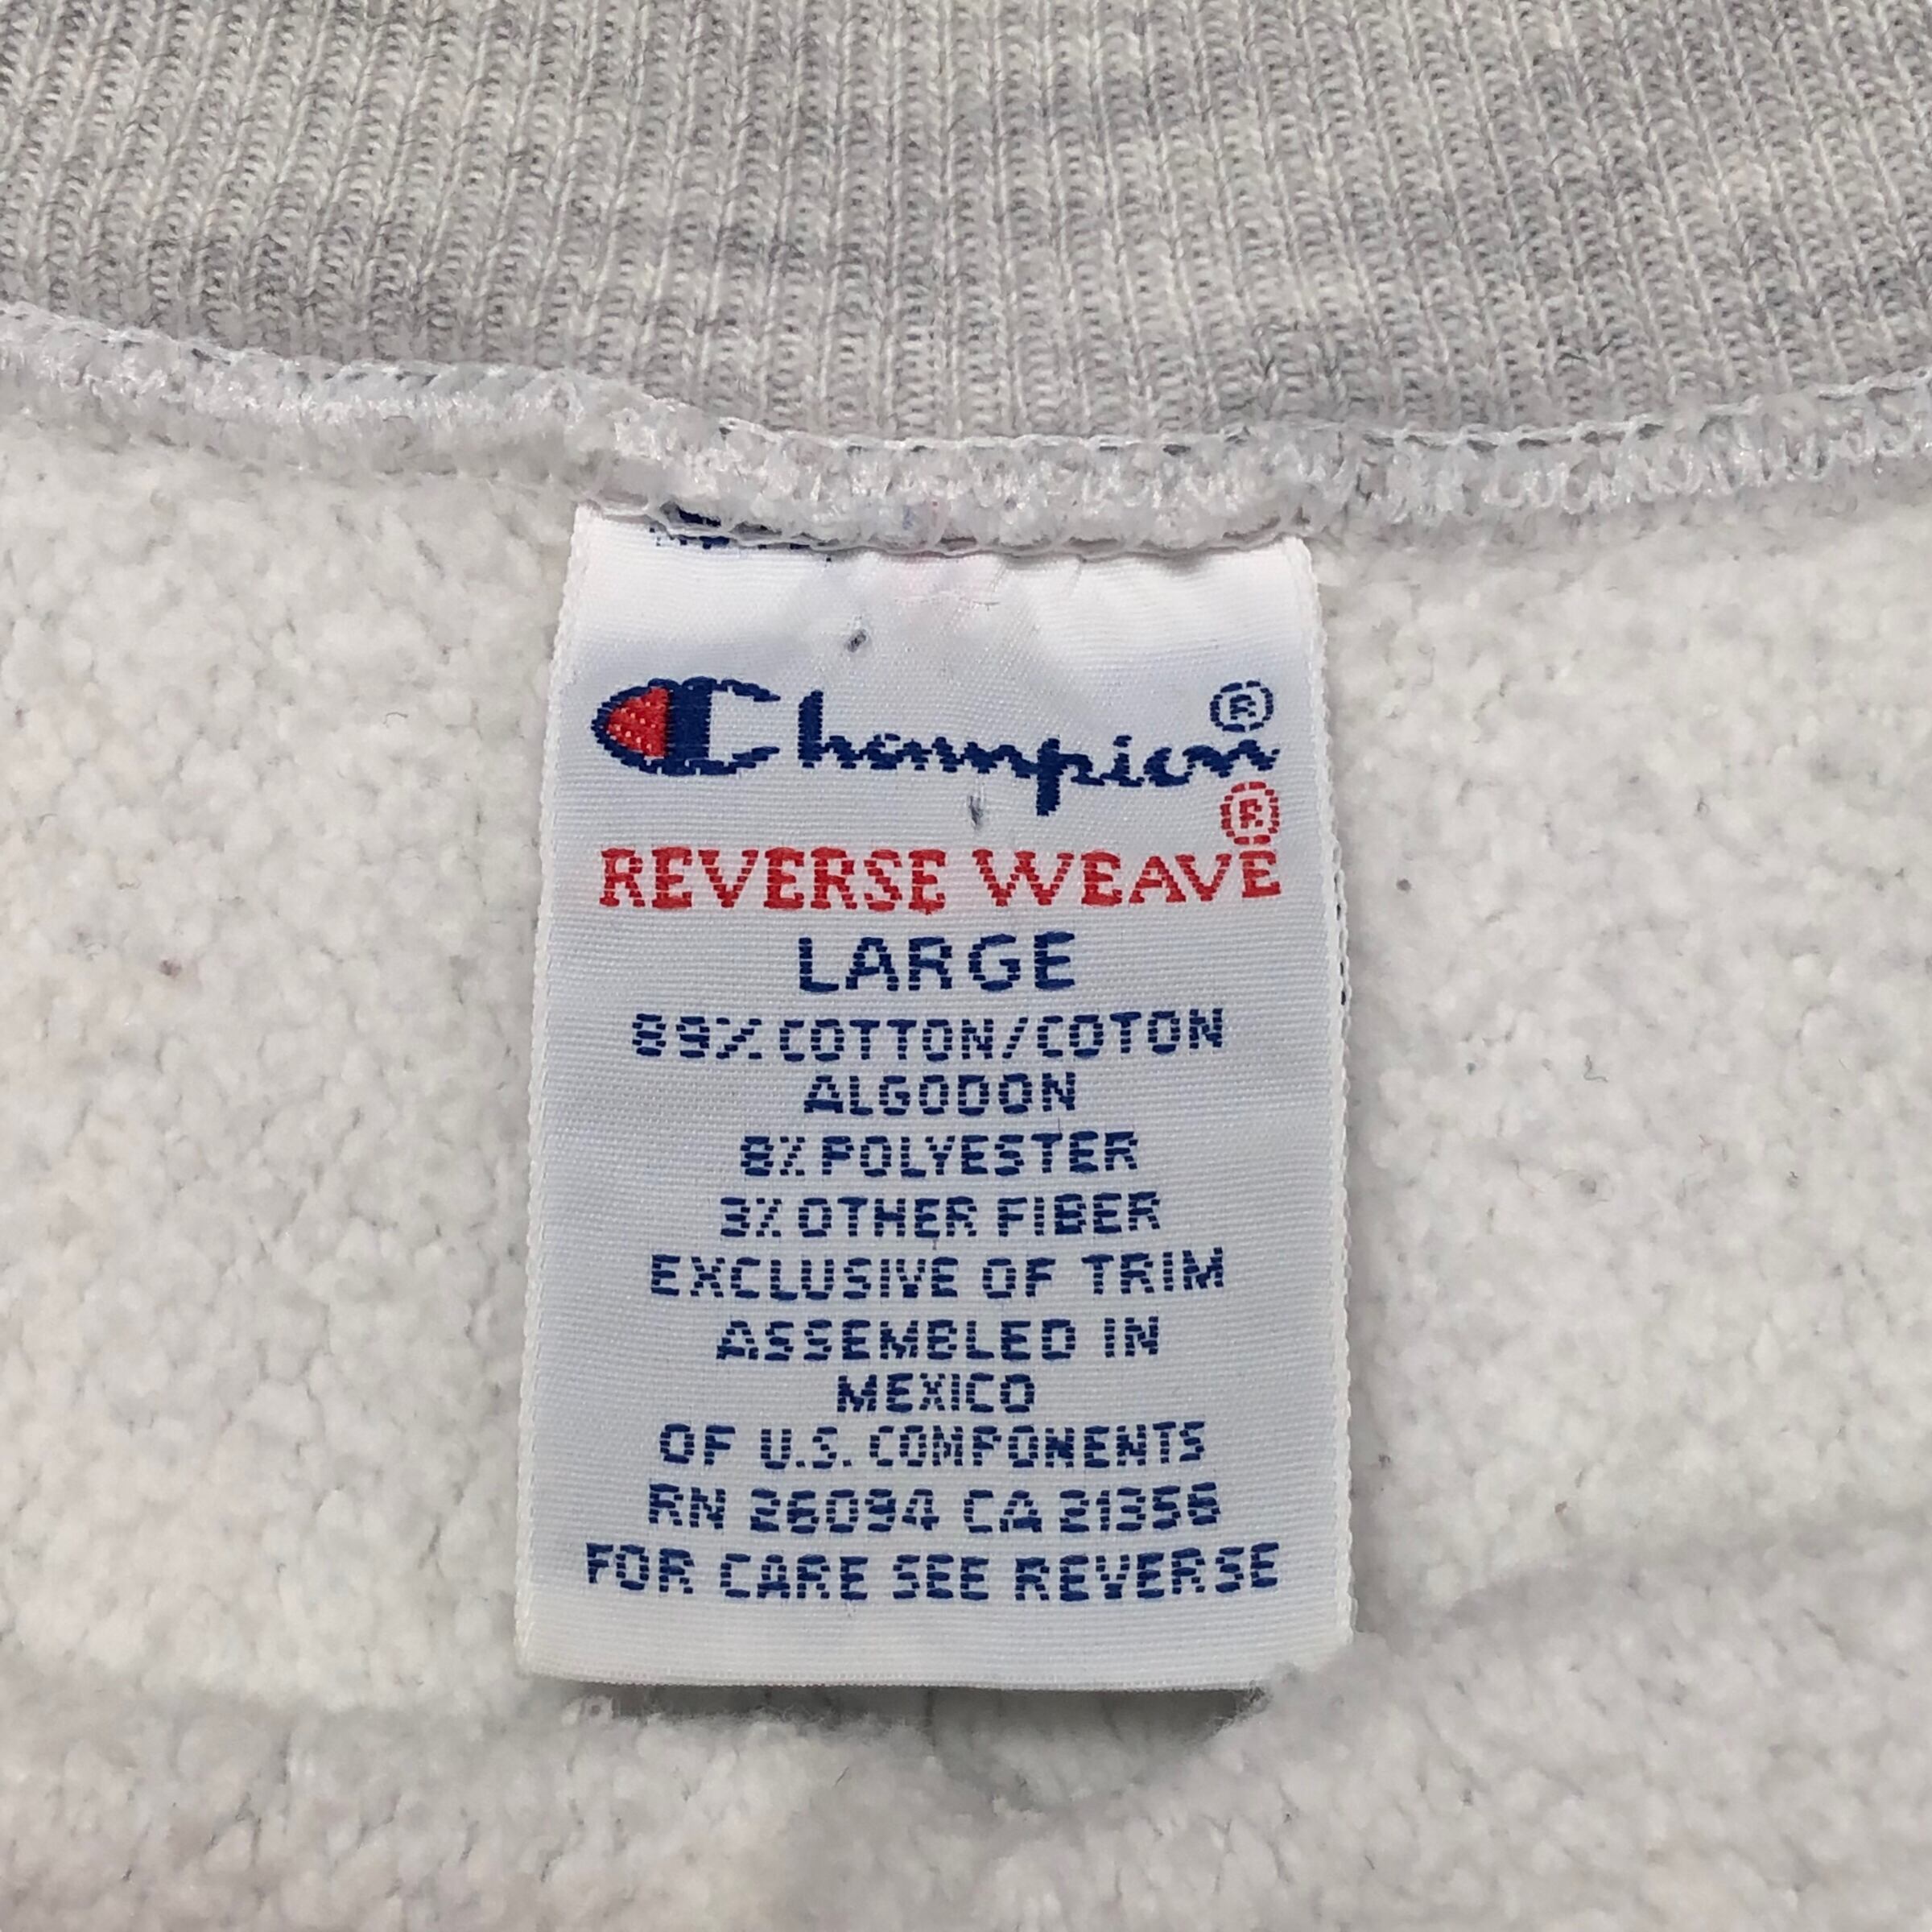 Champion®
®
REVERSE WEAVE
LARGE
89% COTTON/COTON
ALGODON
8% POLYESTER
3% OTHER FIBER
EXCLUSIVE OF TRIM
ASSEMBLED IN
MEXICO
OF U.S. COMPONENTS
RN 26094 CA 21356
FOR CARE SEE REVERSE